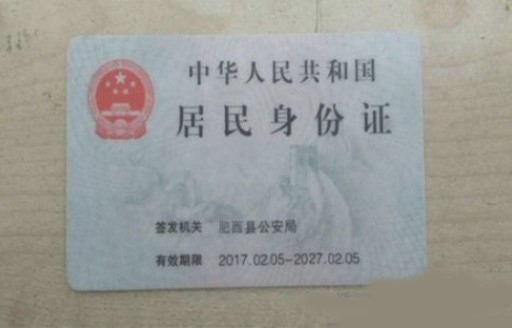 中华人民共和国
居民身份证
签发机关 肥西县公安局
有效期限 2017.02.05-2027.02.05